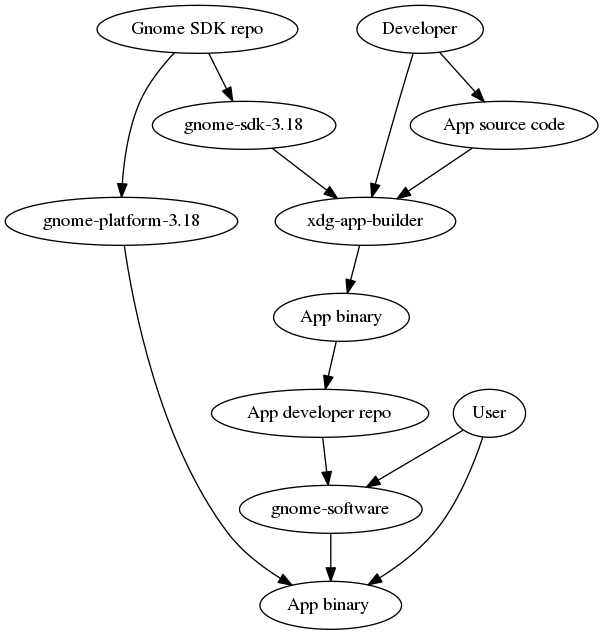 Gnome SDK repo
Developer
gnome-sdk-3.18
App source code
gnome-platform-3.18
xdg-app-builder
App binary
App developer repo
User
gnome-software
App binary